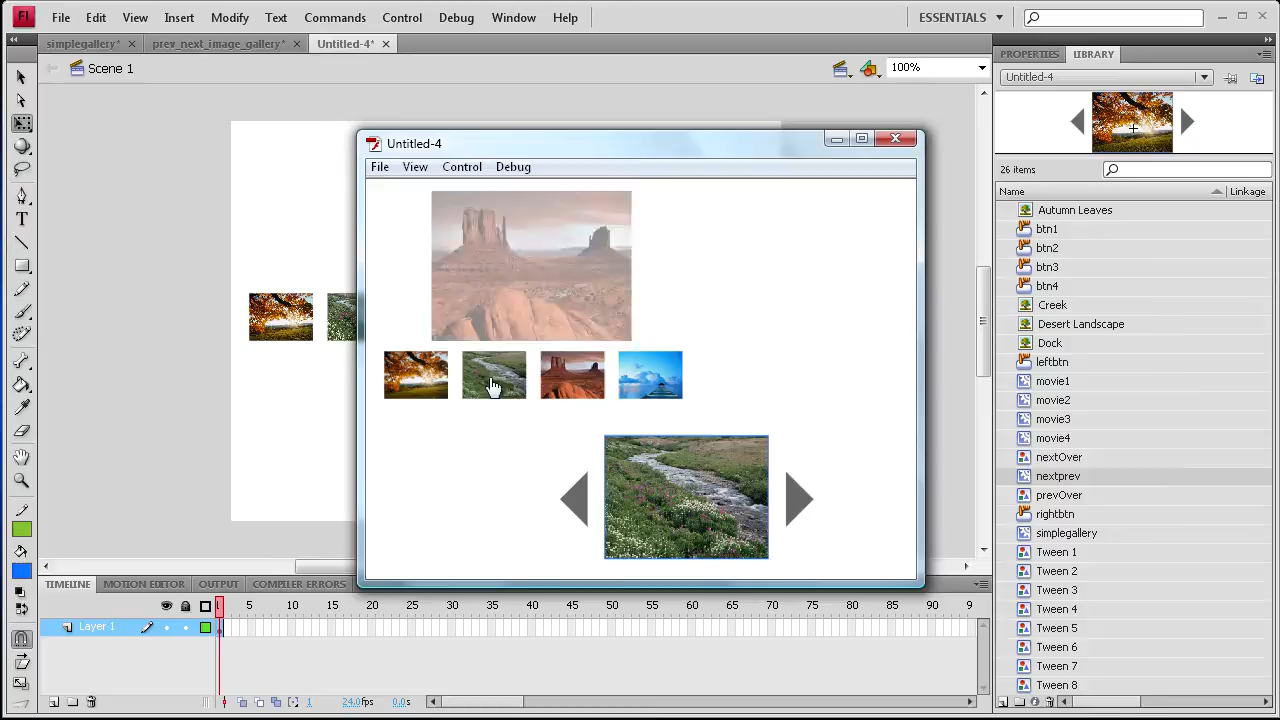 Fl File Edit View Insert Modify Text Commands Control Debug Window Help ESSENTIALS
simplegallery* prev_next_image_gallery* Untitled-4*
Scene 1 100%
Untitled-4
File View Control Debug
PROPERTIES LIBRARY
Untitled-4
26 items
Name Linkage
Autumn Leaves
btn1
btn2
btn3
btn4
Creek
Desert Landscape
Dock
leftbtn
movie1
movie2
movie3
movie4
nextOver
nextprev
prevOver
rightbtn
simplegallery
Tween 1
Tween 2
Tween 3
Tween 4
Tween 5
Tween 6
Tween 7
Tween 8
TIMELINE MOTION EDITOR OUTPUT COMPILER ERRORS
1 5 10 15 20 25 30 35 40 45 50 55 60 65 70 75 80 85 90 9
Layer 1
1 24.0fps 0.0s